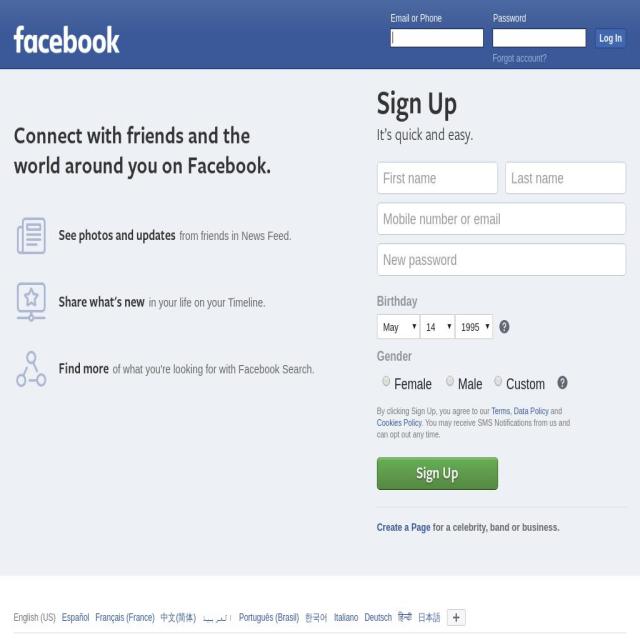 facebook
Email or Phone
Password
Log In
Forgot account?
Connect with friends and the
world around you on Facebook.
See photos and updates from friends in News Feed.
Share what's new in your life on your Timeline.
Find more of what you're looking for with Facebook Search.
Sign Up
It's quick and easy.
First name
Last name
Mobile number or email
New password
Birthday
May 14 1995 ?
Gender
Female Male Custom ?
By clicking Sign Up, you agree to our Terms, Data Policy and
Cookies Policy. You may receive SMS Notifications from us and
can opt out any time.
Sign Up
Create a Page for a celebrity, band or business.
English (US) Español Français (France) 中文(简体) العربية Português (Brasil) 한국어 Italiano Deutsch हिन्दी 日本語 +